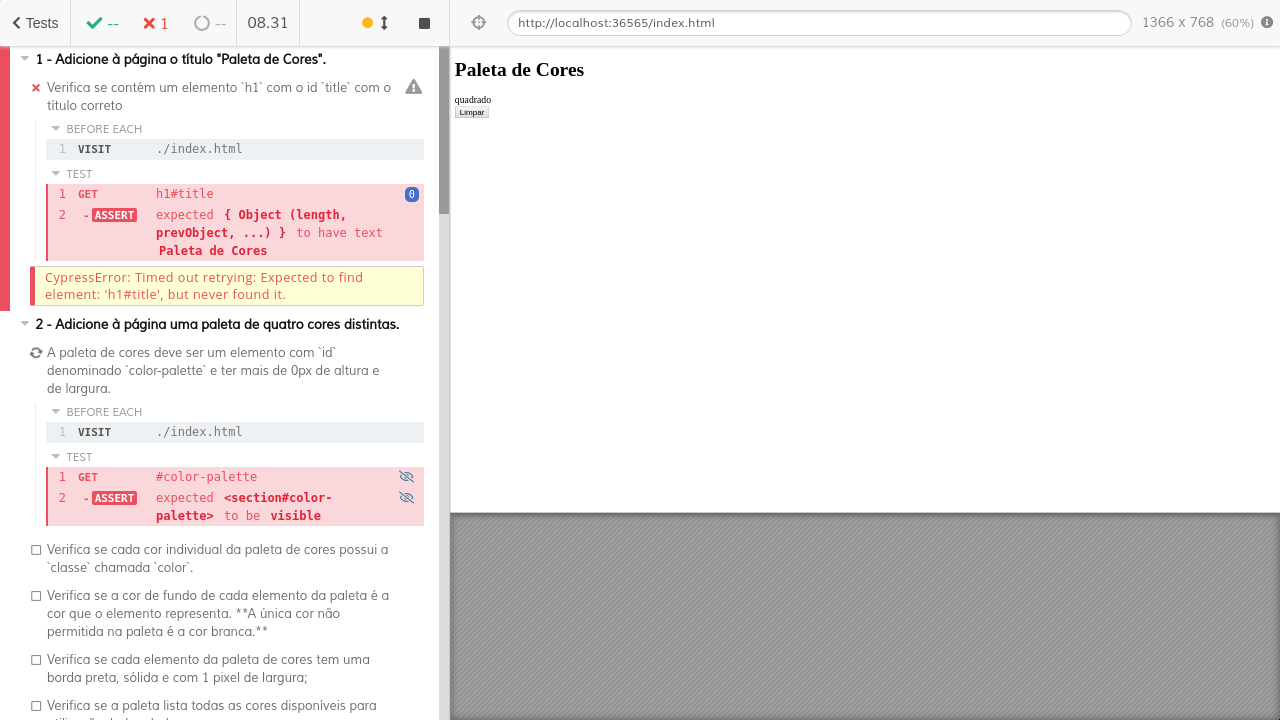 Tests -- 1 -- 08.31 http://localhost:36565/index.html 1366 x 768 (60%)
1 - Adicione à página o título "Paleta de Cores".
Verifica se contém um elemento `h1` com o id `title` com o
título correto
BEFORE EACH
1 VISIT ./index.html
TEST
1 GET h1#title 0
2 -ASSERT expected { Object (length,
prevObject, ...) } to have text
Paleta de Cores
CypressError: Timed out retrying: Expected to find
element: 'h1#title', but never found it.
2 - Adicione à página uma paleta de quatro cores distintas.
A paleta de cores deve ser um elemento com `id`
denominado `color-palette` e ter mais de 0px de altura e
de largura.
BEFORE EACH
1 VISIT ./index.html
TEST
1 GET #color-palette
2 -ASSERT expected <section#color-
palette> to be visible
Verifica se cada cor individual da paleta de cores possui a
`classe` chamada `color`.
Verifica se a cor de fundo de cada elemento da paleta é a
cor que o elemento representa. **A única cor não
permitida na paleta é a cor branca.**
Verifica se cada elemento da paleta de cores tem uma
borda preta, sólida e com 1 pixel de largura;
Verifica se a paleta lista todas as cores disponíveis para
Paleta de Cores
quadrado
Limpar